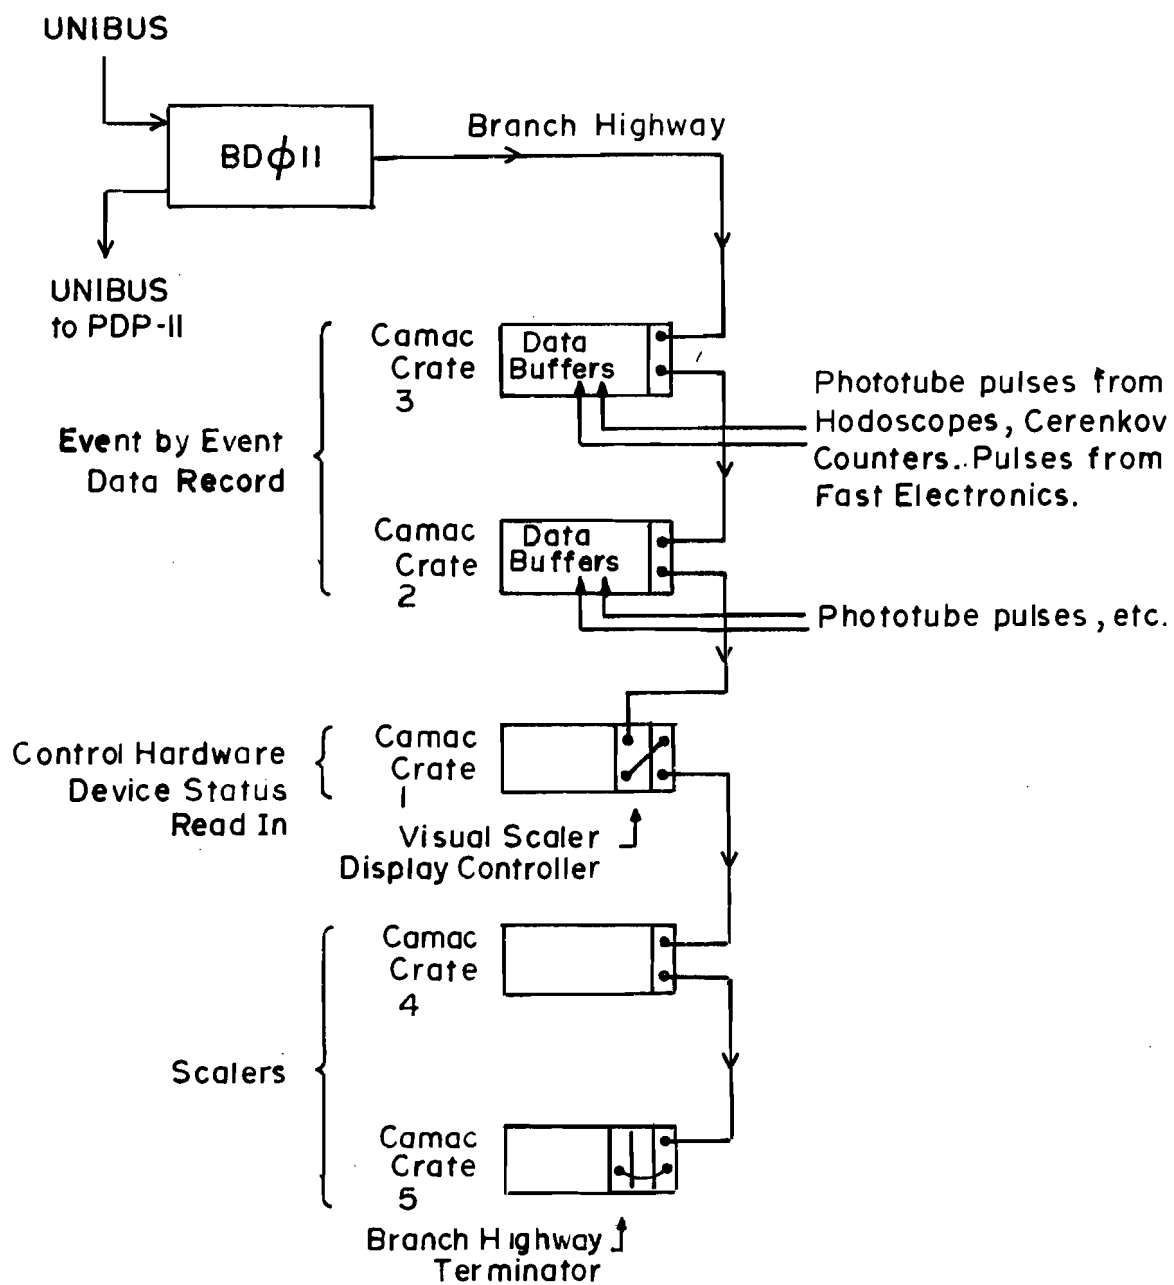 UNIBUS
BDϕ11
Branch Highway
UNIBUS
to PDP-11
Event by Event
Data Record
Camac
Crate
3
Data
Buffers
Phototube pulses from
Hodoscopes, Cerenkov
Counters. Pulses from
Fast Electronics.
Camac
Crate
2
Data
Buffers
Phototube pulses, etc.
Control Hardware
Device Status
Read In
Camac
Crate
1
Visual Scaler
Display Controller
Scalers
Camac
Crate
4
Camac
Crate
5
Branch Highway
Terminator